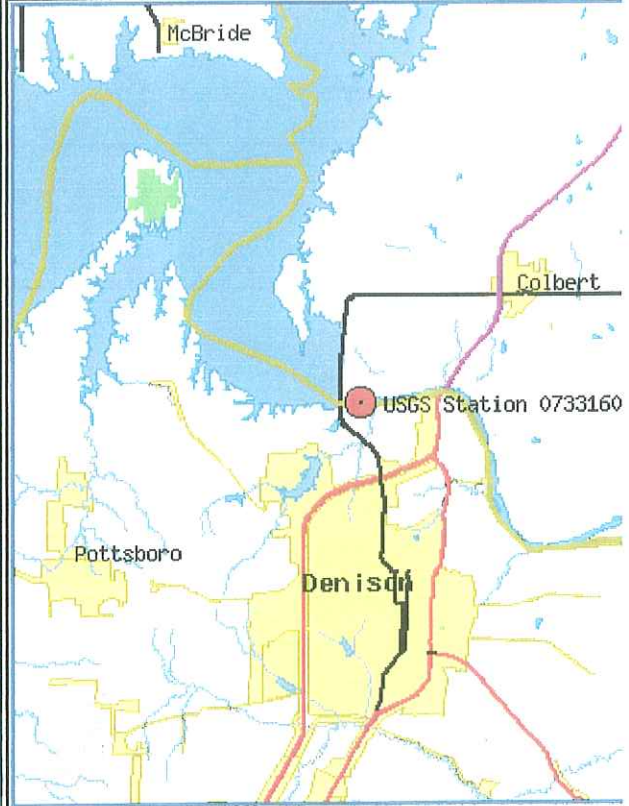 McBride
Colbert
USGS Station 0733160
Pottsboro
Denison